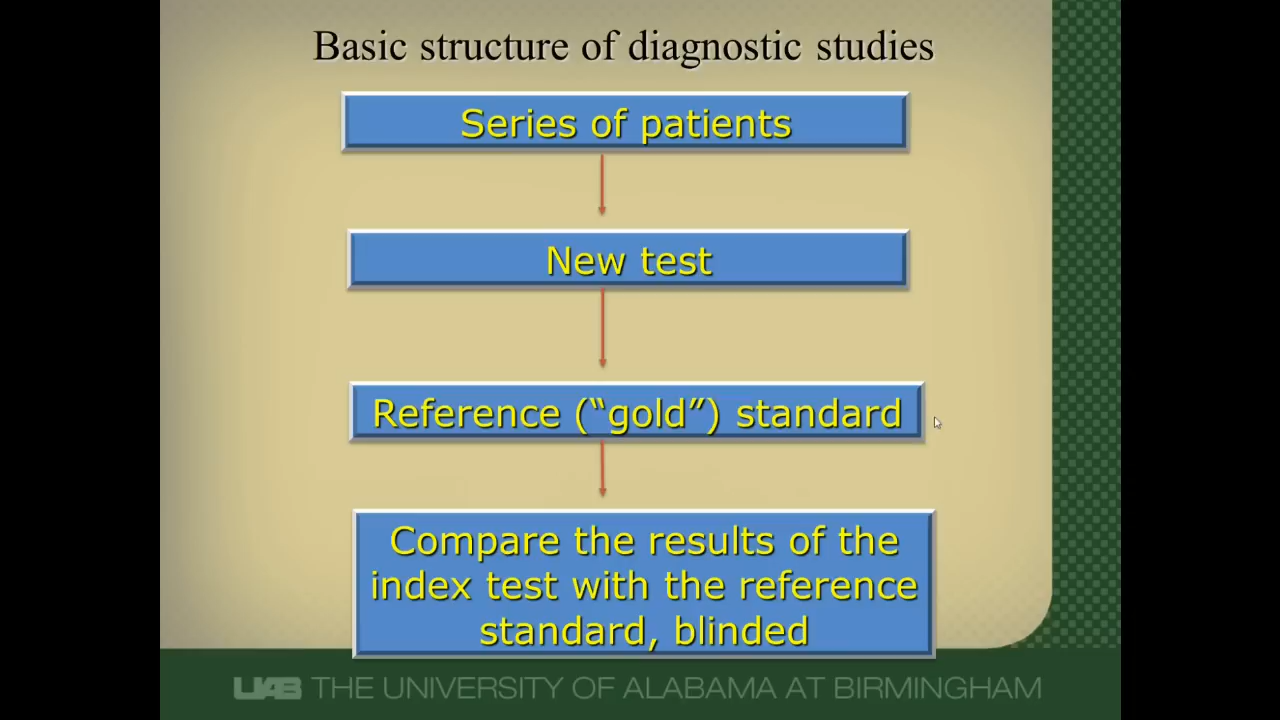 Basic structure of diagnostic studies
Series of patients
New test
Reference (“gold”) standard
Compare the results of the
index test with the reference
standard, blinded
UAB THE UNIVERSITY OF ALABAMA AT BIRMINGHAM